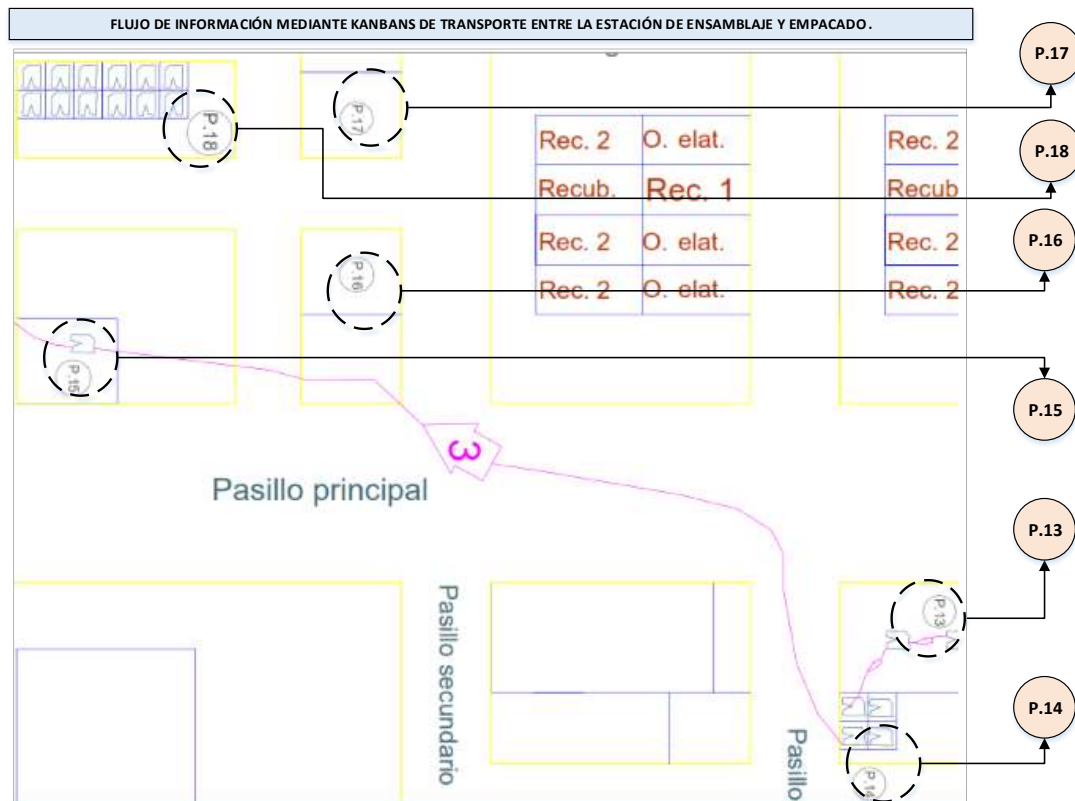 FLUJO DE INFORMACIÓN MEDIANTE KANBANS DE TRANSPORTE ENTRE LA ESTACIÓN DE ENSAMBLAJE Y EMPACADO.
P.17
P.18
P.17
Rec. 2 O. elat.
Rec. 2
P.18
Recub. Rec. 1
Recub
P.16
Rec. 2 O. elat.
Rec. 2
P.16
Rec. 2 O. elat.
Rec. 2
P.15
P.15
3
Pasillo principal
P.13
Pasillo secundario
P.13
P.14
Pasillo
P.14